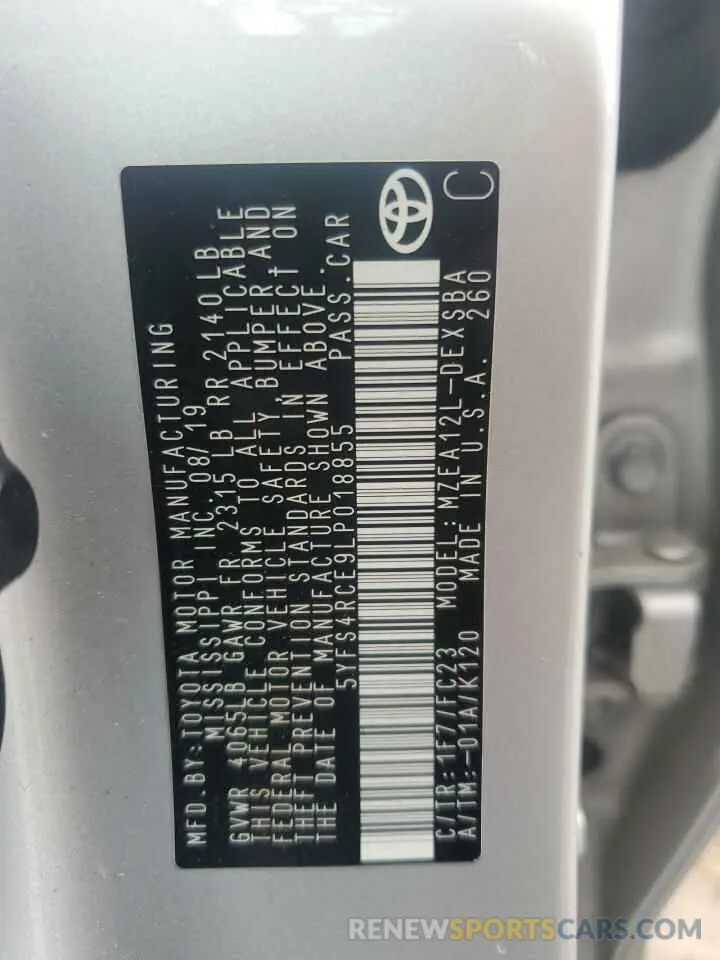 MFD. BY: TOYOTA MOTOR MANUFACTURING
MISSISSIPPI INC. 08/19
GVWR 4065LB GAWR FR 2315 LB RR 2140 LB
THIS VEHICLE CONFORMS TO ALL APPLICABLE
FEDERAL MOTOR VEHICLE SAFETY, BUMPER, AND
THEFT PREVENTION STANDARDS IN EFFECT ON
THE DATE OF MANUFACTURE SHOWN ABOVE.
5YFS4RCE9LP018855 PASS. CAR
C/TR: 1F7/FC23 MODEL: MZEA12L-DEXSBA
A/TM: -01A/K120 MADE IN U.S.A. 260
C
RENEWSPORTSCARS.COM